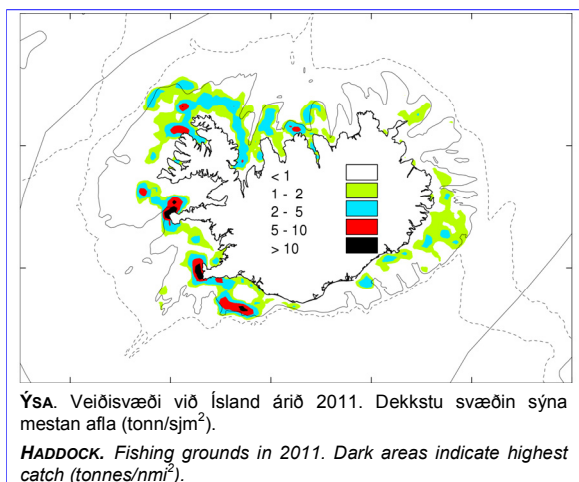 < 1
1 - 2
2 - 5
5 - 10
> 10
ÝSA. Veiðisvæði við Ísland árið 2011. Dekkstu svæðin sýna
mestan afla (tonn/sjm²).
HADDOCK. Fishing grounds in 2011. Dark areas indicate highest
catch (tonnes/nmi²).